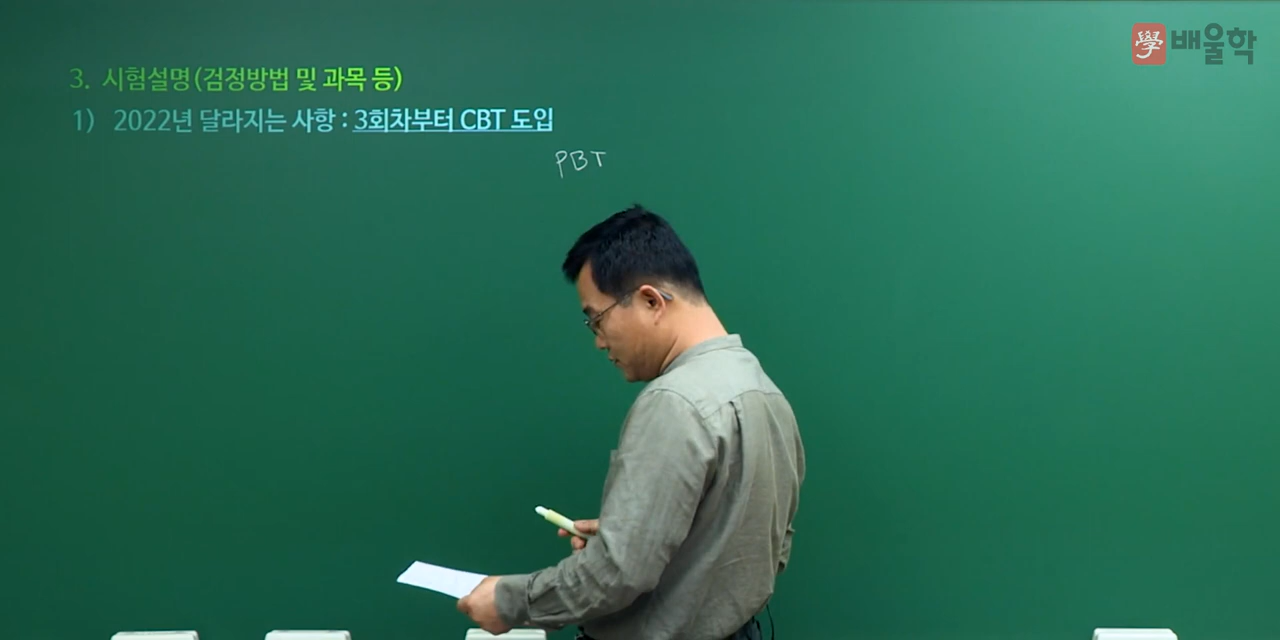 學 배울학
3. 시험설명(검정방법 및 과목 등)
1) 2022년 달라지는 사항 : 3회차부터 CBT 도입
PBT